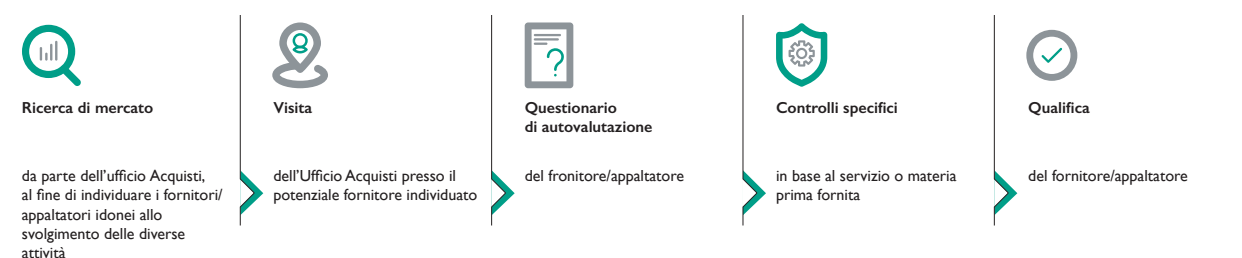 Ricerca di mercato
da parte dell'ufficio Acquisti,
al fine di individuare i fornitori/
appaltatori idonei allo
svolgimento delle diverse
attività
Visita
dell'Ufficio Acquisti presso il
potenziale fornitore individuato
?
Questionario
di autovalutazione
del fronitore/appaltatore
Controlli specifici
in base al servizio o materia
prima fornita
Qualifica
del fornitore/appaltatore